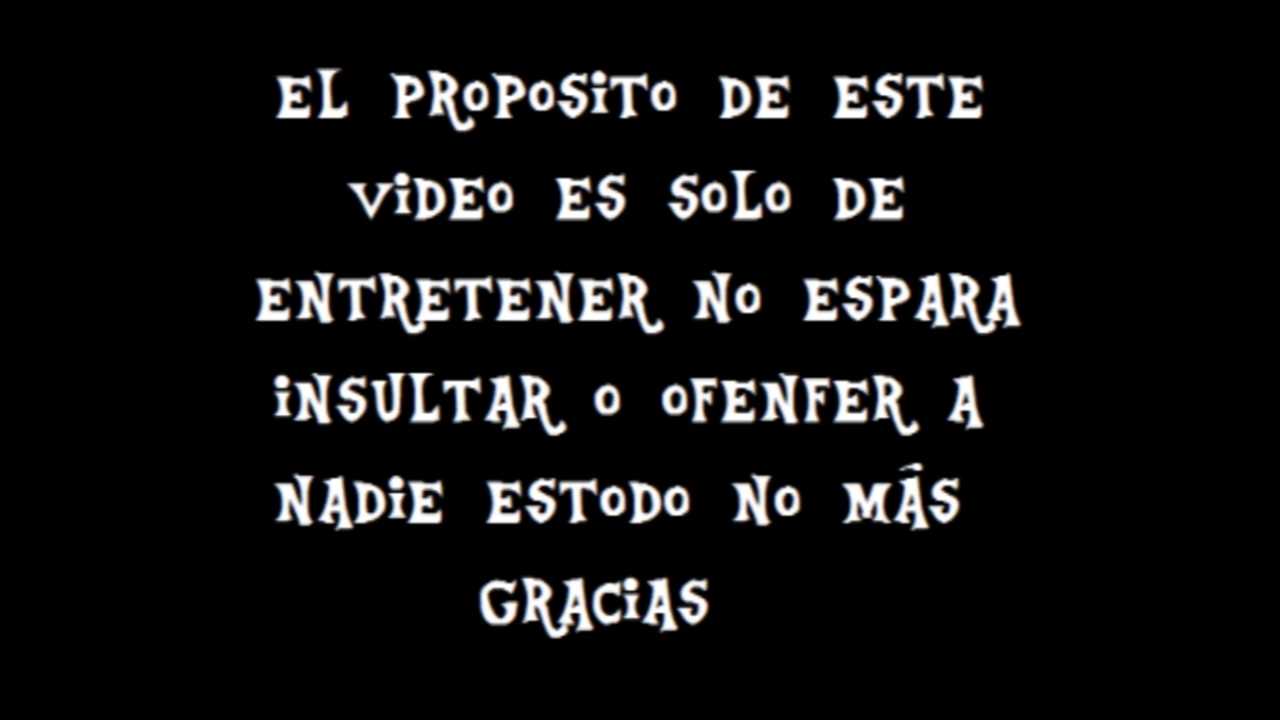 EL PROPOSiTO DE ESTE
ViDEO ES SOLO DE
ENTRETENER NO ESPARA
iNSULTAR O OFENFER A
NADiE ESTODO NO MÁS
GRACiAS